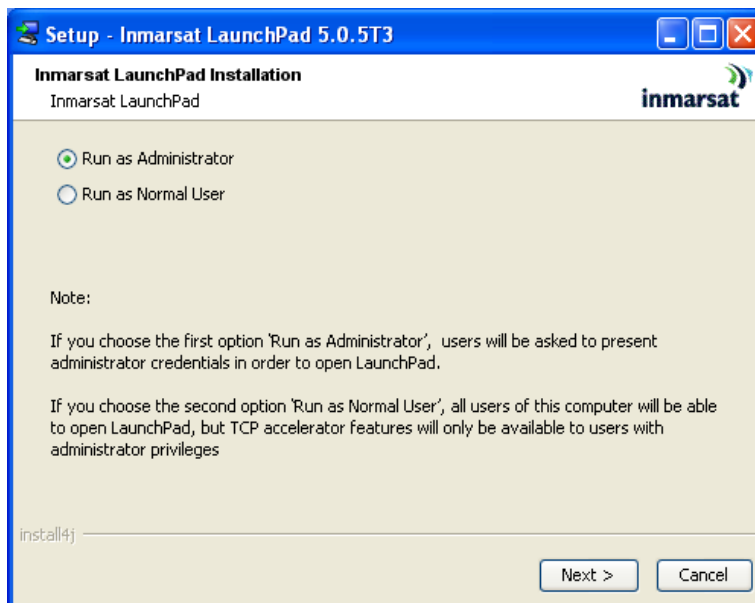 Setup - Inmarsat LaunchPad 5.0.5T3
Inmarsat LaunchPad Installation
Inmarsat LaunchPad
inmarsat
Run as Administrator
Run as Normal User
Note:
If you choose the first option 'Run as Administrator',  users will be asked to present
administrator credentials in order to open LaunchPad.
If you choose the second option 'Run as Normal User', all users of this computer will be able
to open LaunchPad, but TCP accelerator features will only be available to users with
administrator privileges
install4j
Next >
Cancel